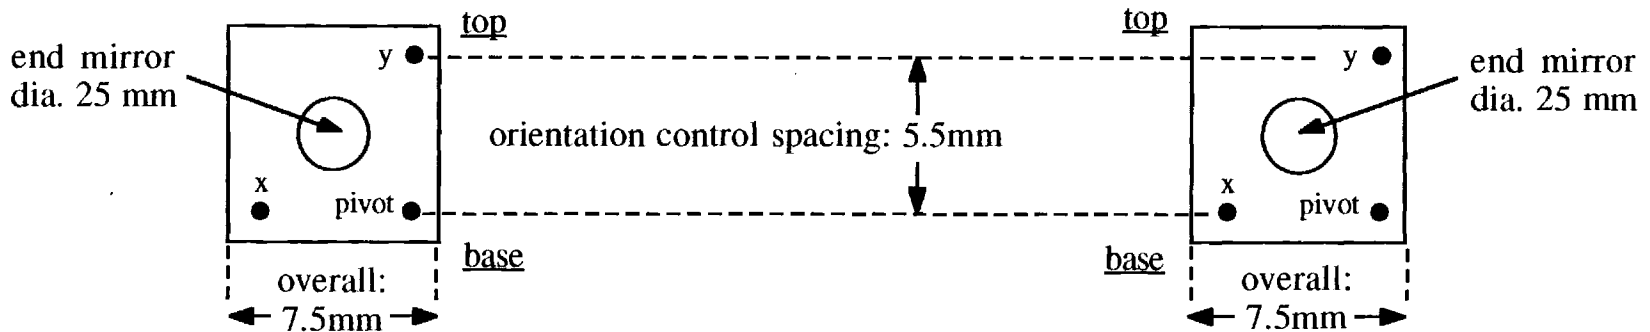 top
top
y
y
end mirror
dia. 25 mm
end mirror
dia. 25 mm
orientation control spacing: 5.5mm
x
pivot
x
pivot
base
base
overall:
7.5mm
overall:
7.5mm